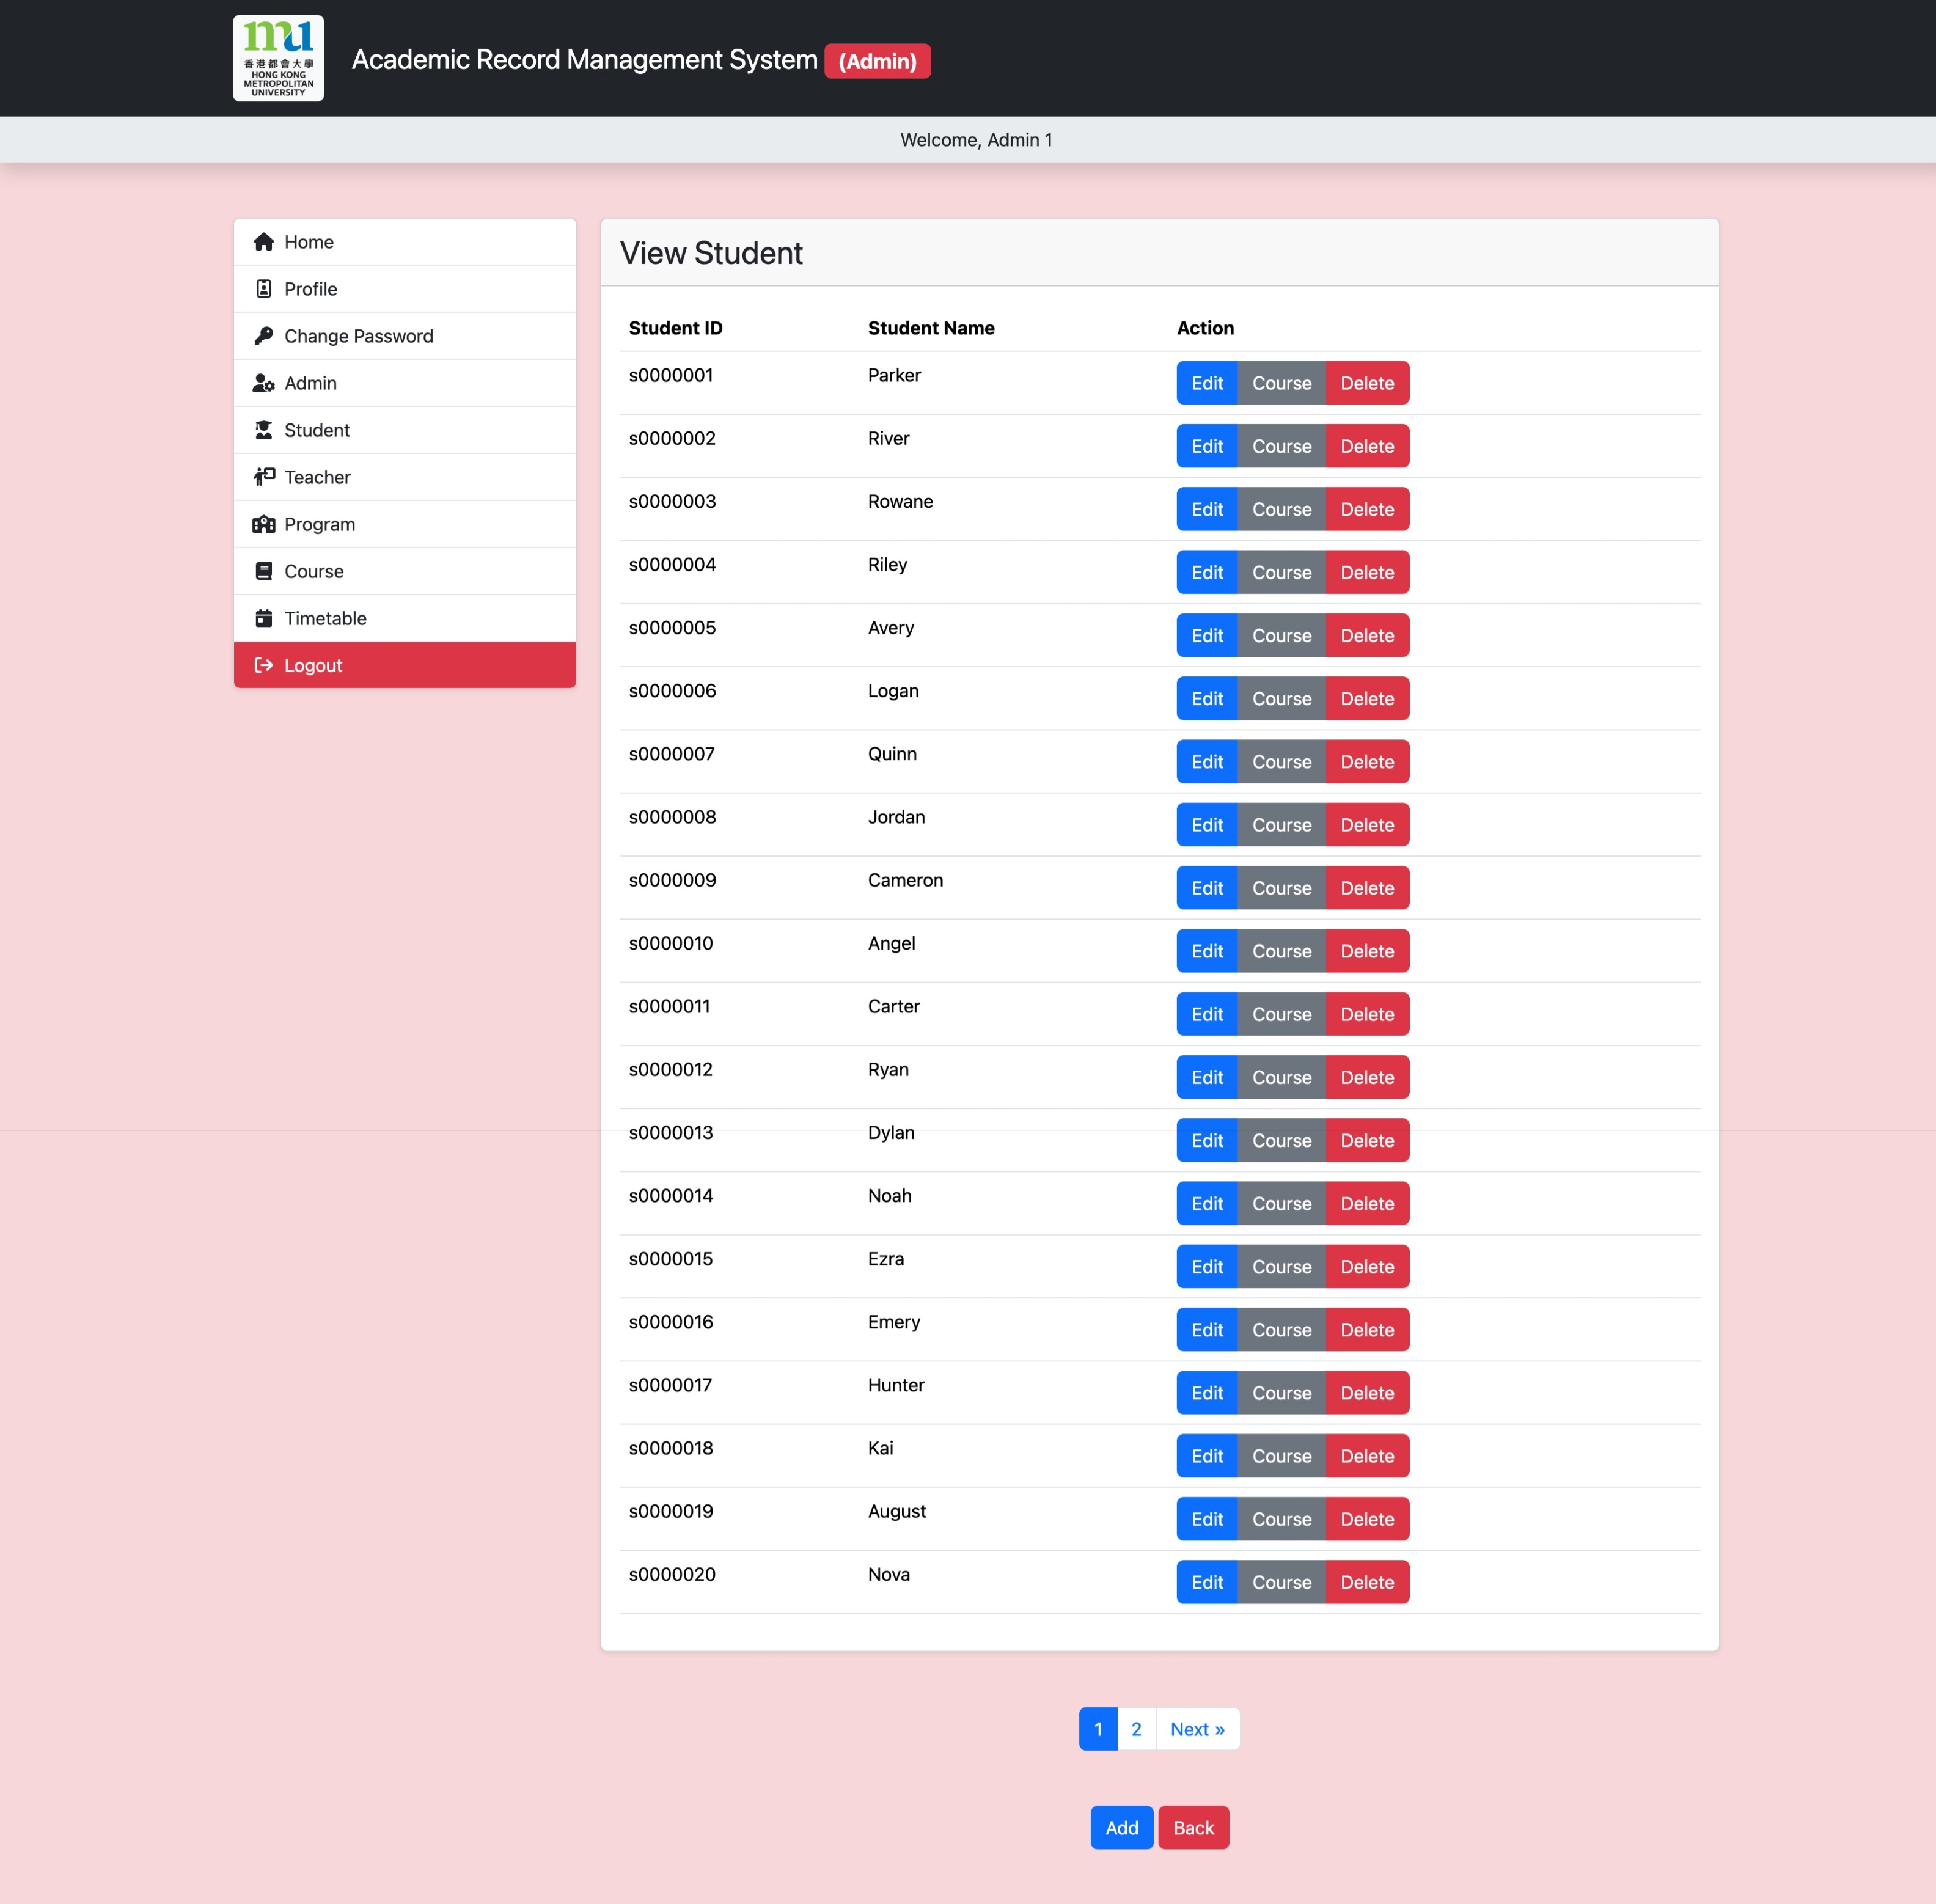 mu
香港都會大學
HONG KONG
METROPOLITAN
UNIVERSITY
Academic Record Management System (Admin)
Welcome, Admin 1
Home
Profile
Change Password
Admin
Student
Teacher
Program
Course
Timetable
Logout
View Student
Student ID Student Name Action
s0000001 Parker Edit Course Delete
s0000002 River Edit Course Delete
s0000003 Rowane Edit Course Delete
s0000004 Riley Edit Course Delete
s0000005 Avery Edit Course Delete
s0000006 Logan Edit Course Delete
s0000007 Quinn Edit Course Delete
s0000008 Jordan Edit Course Delete
s0000009 Cameron Edit Course Delete
s0000010 Angel Edit Course Delete
s0000011 Carter Edit Course Delete
s0000012 Ryan Edit Course Delete
s0000013 Dylan Edit Course Delete
s0000014 Noah Edit Course Delete
s0000015 Ezra Edit Course Delete
s0000016 Emery Edit Course Delete
s0000017 Hunter Edit Course Delete
s0000018 Kai Edit Course Delete
s0000019 August Edit Course Delete
s0000020 Nova Edit Course Delete
1 2 Next »
Add Back